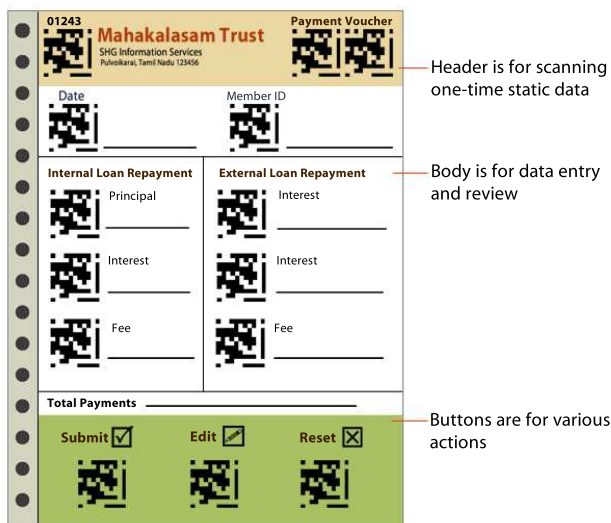 01243
Payment Voucher
Mahakalasam Trust
SHG Information Services
Pulvoikarai, Tamil Nadu 123456
Header is for scanning
one-time static data
Date
Member ID
Body is for data entry
and review
Internal Loan Repayment
External Loan Repayment
Principal
Interest
Interest
Interest
Fee
Fee
Total Payments
Buttons are for various
actions
Submit
Edit
Reset